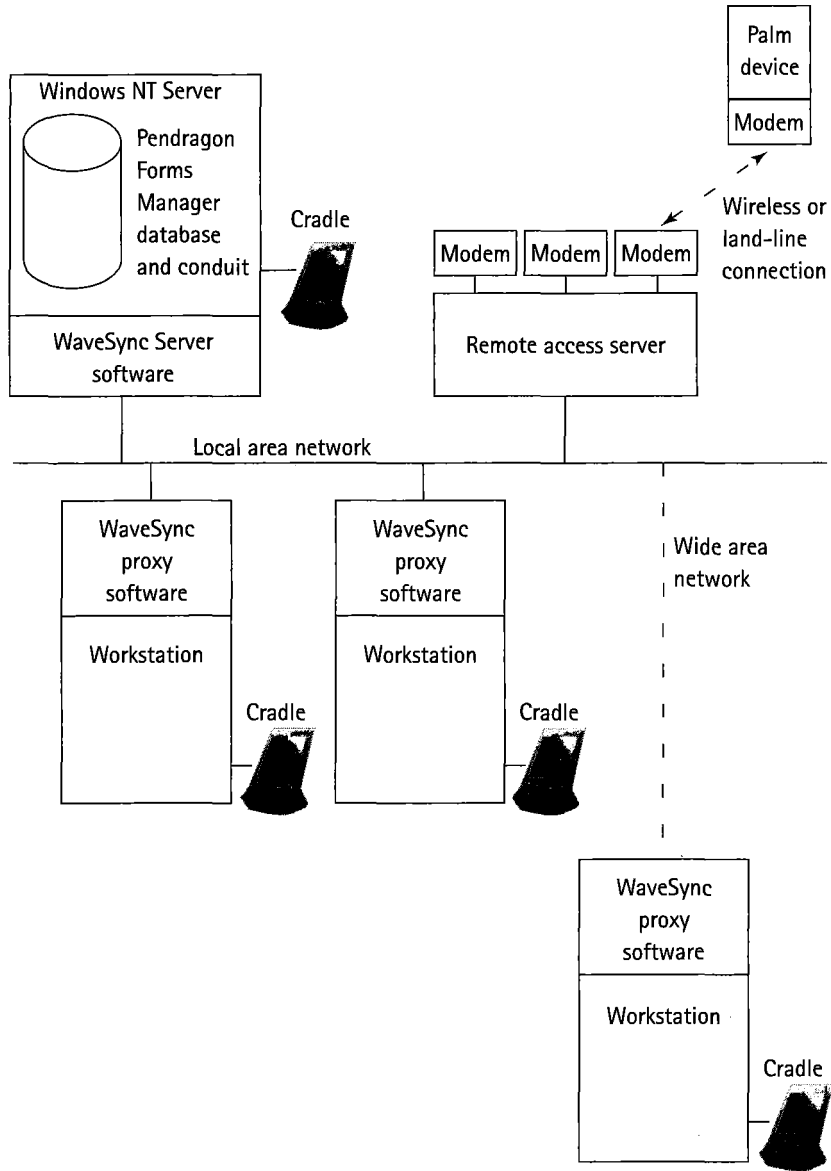 Palm
device
Modem
Windows NT Server
Pendragon
Forms
Manager
database
and conduit
Cradle
WaveSync Server
software
Wireless or
land-line
connection
Modem
Modem
Modem
Remote access server
Local area network
WaveSync
proxy
software
Workstation
Cradle
WaveSync
proxy
software
Workstation
Cradle
Wide area
network
WaveSync
proxy
software
Workstation
Cradle